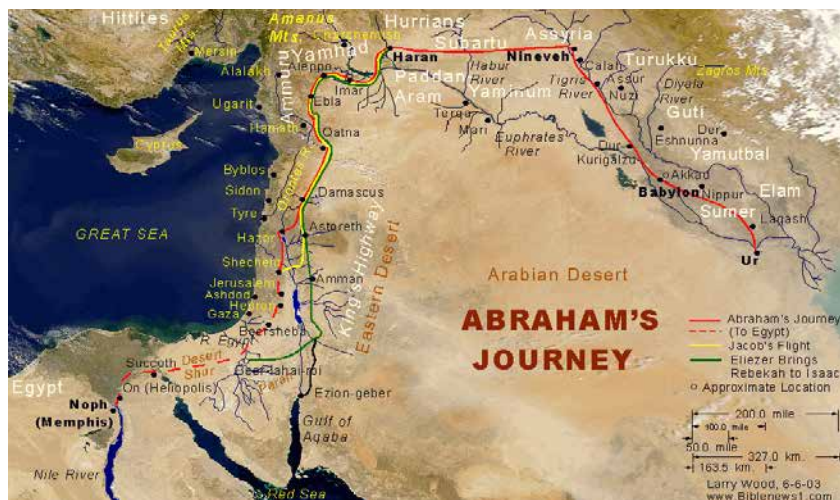 Hittites
Taurus
Mts.
Amanus
Mts.
Hurrians
Assyria
Mersin
Carchemish
Yamhad
Haran
Subartu
Nineveh
Calah
Turukku
Alalakh
Aleppo
Habur
River
Tigris
River
Assur
Nuzi
Zagros Mts.
Amnuru
Imar
Paddan
Aram
Yaminum
Diyala
River
Ugarit
Ebla
Terqa
Mari
Guti
Hamath
Euphrates
River
Eshnunna
Der
Cyprus
Qatna
Dur
Kurigalzu
Yamutbal
Byblos
Orontes R.
Akkad
Sidon
Damascus
Babylon
Nippur
Elam
Tyre
Sumer
Lagash
GREAT SEA
Hazor
Astoreth
Ur
Shechem
King's Highway
Eastern Desert
Arabian Desert
Jerusalem
Amman
Ashdod
Hebron
Gaza
ABRAHAM'S
JOURNEY
Abraham's Journey
(To Egypt)
Jacob's Flight
Eliezer Brings
Rebekah to Isaac
Approximate Location
R. Egypt
Beersheba
Succoth
Desert
Shur
Beer-lahai-roi
Paran
Egypt
On (Heliopolis)
Noph
(Memphis)
Ezion-geber
Gulf of
Aqaba
Nile River
Red Sea
200.0 mile
100.0 mile
50.0 mile
327.0 km.
163.5 km.
Larry Wood, 6-6-03
www.Biblenews1.com